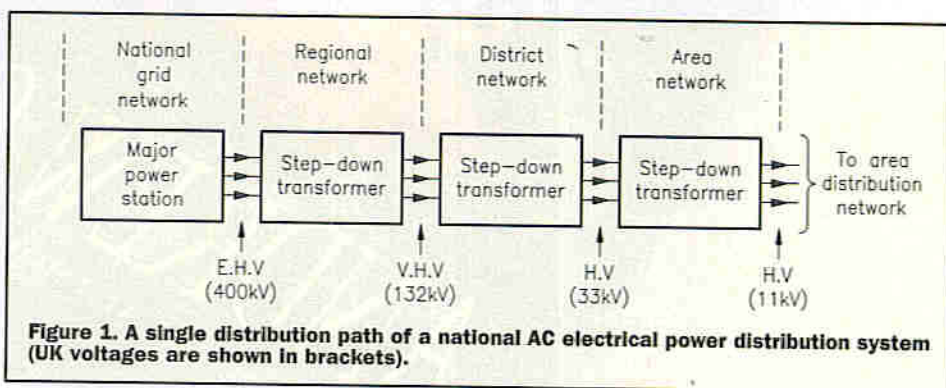 National
grid
network
Regional
network
District
network
Area
network
Major
power
station
Step-down
transformer
Step-down
transformer
Step-down
transformer
To area
distribution
network
E.H.V
(400kV)
V.H.V
(132kV)
H.V
(33kV)
H.V
(11kV)
Figure 1. A single distribution path of a national AC electrical power distribution system
(UK voltages are shown in brackets).